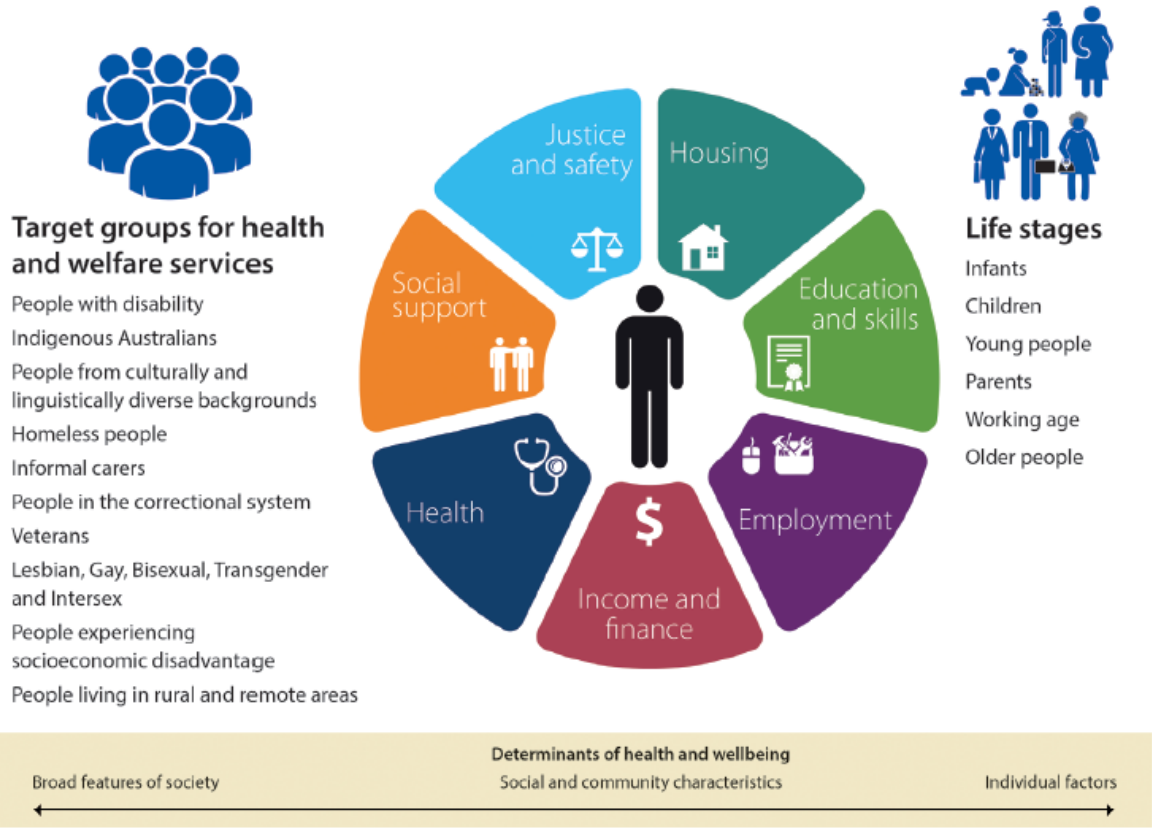 Target groups for health
and welfare services
People with disability
Indigenous Australians
People from culturally and
linguistically diverse backgrounds
Homeless people
Informal carers
People in the correctional system
Veterans
Lesbian, Gay, Bisexual, Transgender
and Intersex
People experiencing
socioeconomic disadvantage
People living in rural and remote areas
Justice
and safety
Housing
Social
support
Education
and skills
Health
Employment
$
Income and
finance
Life stages
Infants
Children
Young people
Parents
Working age
Older people
Determinants of health and wellbeing
Broad features of society
Social and community characteristics
Individual factors